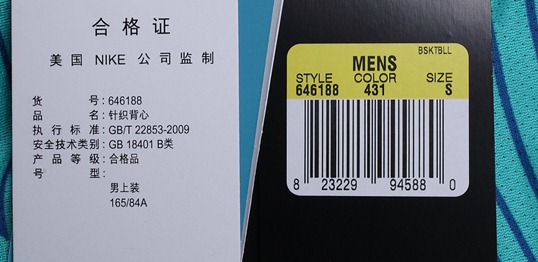 合格证
美国 NIKE 公司监制
货 号: 646188
品 名: 针织背心
执行标准: GB/T 22853-2009
安全技术类别: GB 18401 B类
产品等级: 合格品
号 型:
男上装
165/84A
BSKTBLL
MENS
STYLE COLOR SIZE
646188 431 S
8 23229 94588 0